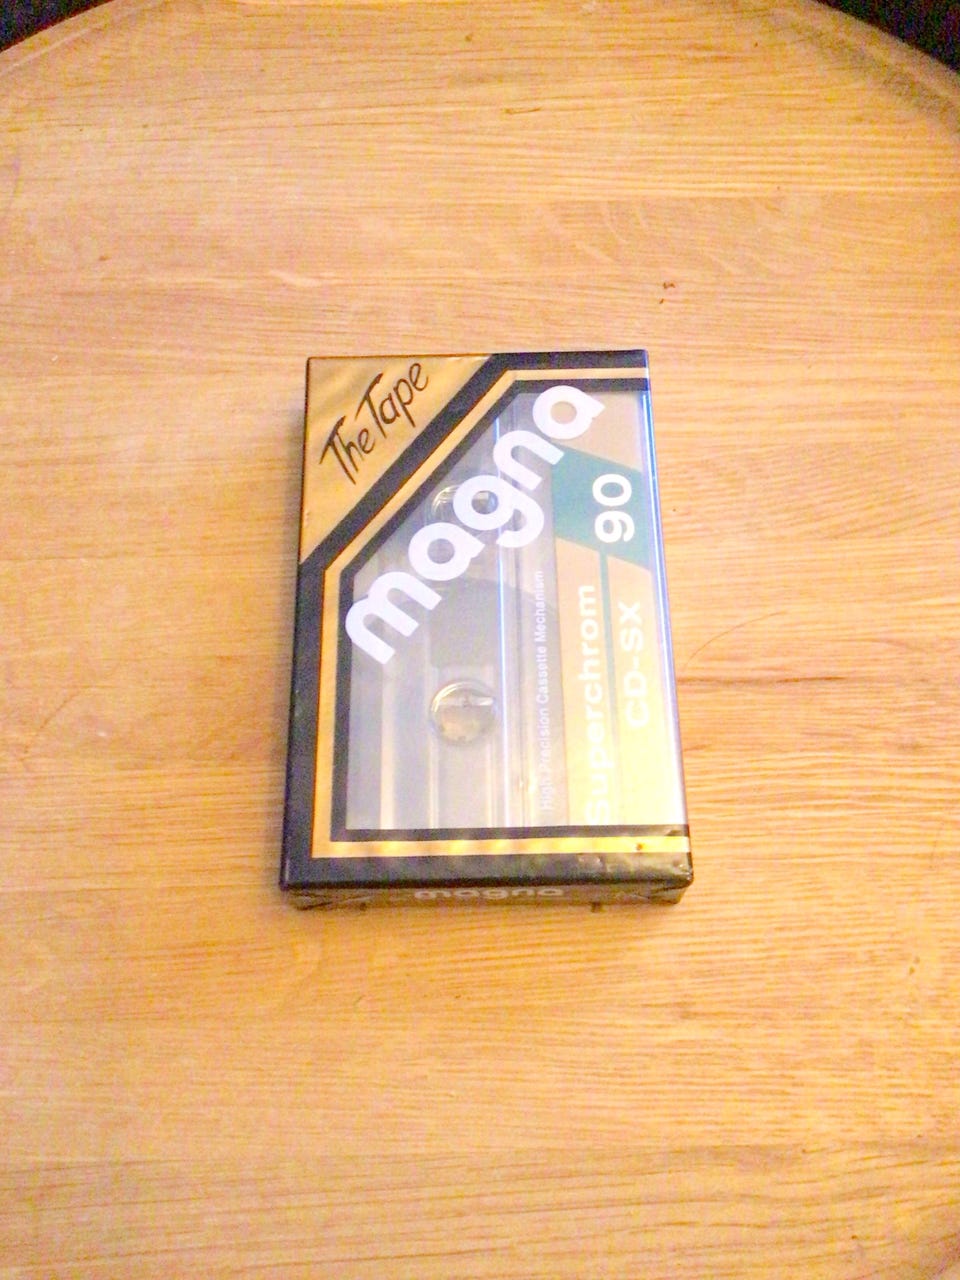 The Tape
magna
90
High Precision Cassette Mechanism
Superchrom
CD-SX
magna